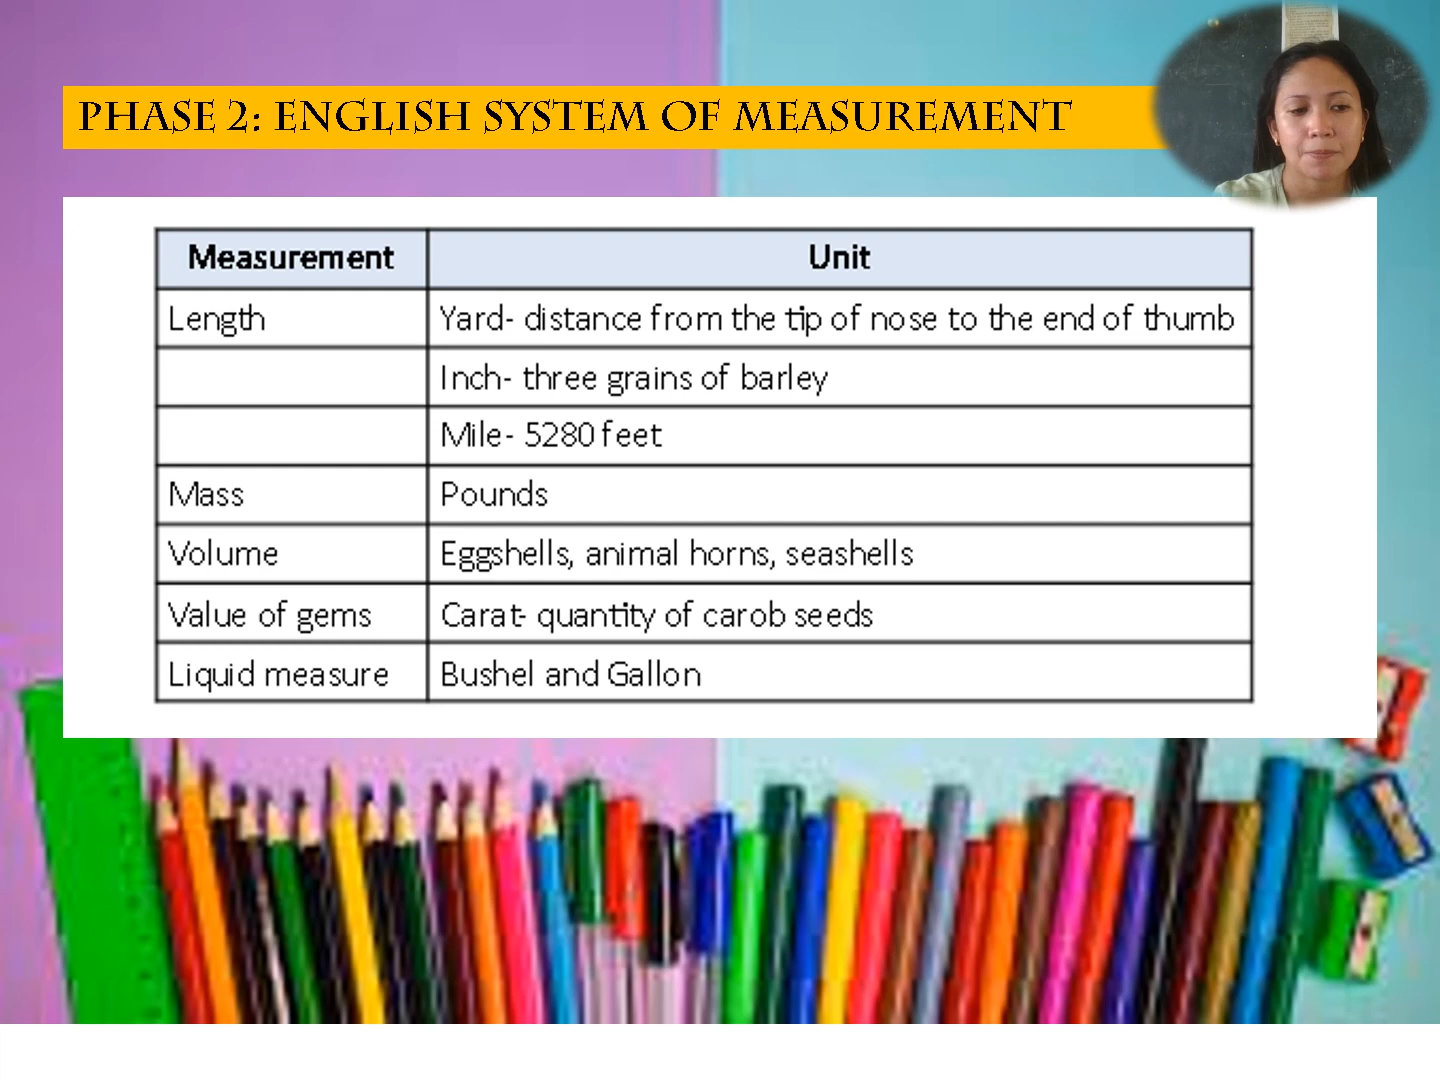 PHASE 2: ENGLISH SYSTEM OF MEASUREMENT
Measurement Unit
Length Yard- distance from the tip of nose to the end of thumb
Inch- three grains of barley
Mile- 5280 feet
Mass Pounds
Volume Eggshells, animal horns, seashells
Value of gems Carat- quantity of carob seeds
Liquid measure Bushel and Gallon